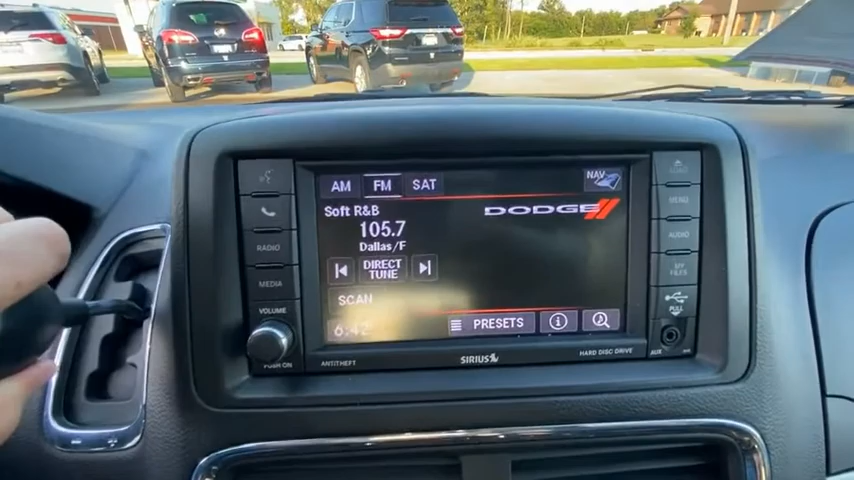 AM FM SAT
NAV
Soft R&B
DODGE
105.7
Dallas/F
DIRECT
TUNE
SCAN
6:42
PRESETS
RADIO
MEDIA
VOLUME
PUSH
MENU
AUDIO
MY
FILES
PULL
AUX
ANTITHEFT
SIRIUS
HARD DISC DRIVE